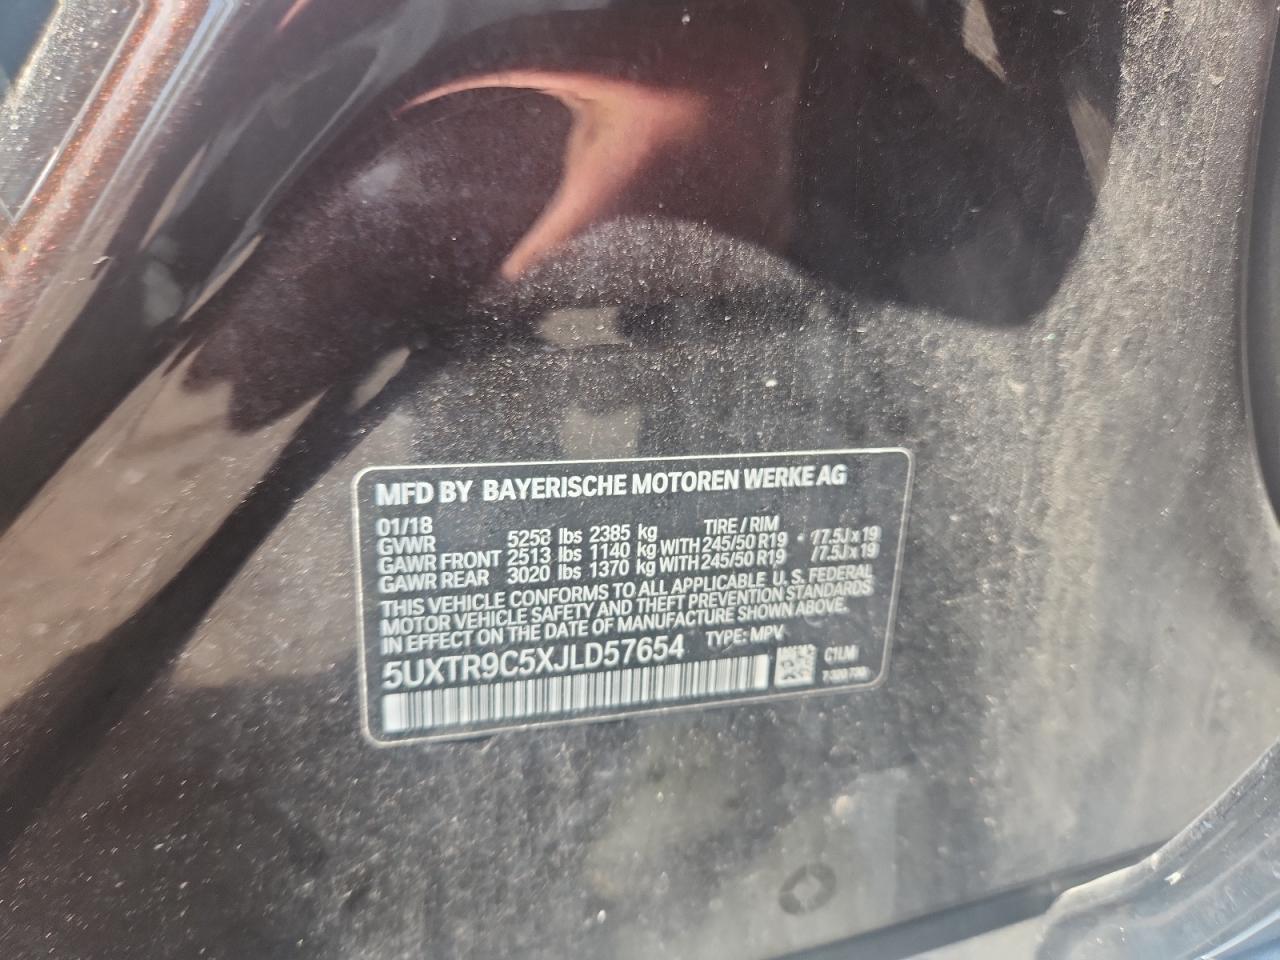 MFD BY BAYERISCHE MOTOREN WERKE AG
01/18 TIRE / RIM
GVWR 5258 lbs 2385 kg
GAWR FRONT 2513 lbs 1140 kg WITH 245/50 R19 7.5J x 19
GAWR REAR 3020 lbs 1370 kg WITH 245/50 R19 7.5J x 19
THIS VEHICLE CONFORMS TO ALL APPLICABLE U. S. FEDERAL
MOTOR VEHICLE SAFETY AND THEFT PREVENTION STANDARDS
IN EFFECT ON THE DATE OF MANUFACTURE SHOWN ABOVE.
5UXTR9C5XJLD57654 TYPE: MPV
C1LMI